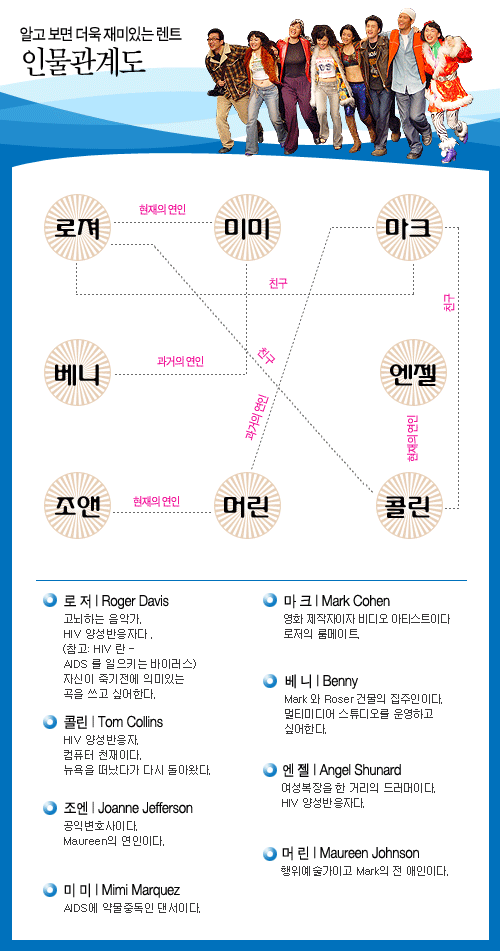 알고 보면 더욱 재미있는 렌트
인물관계도
로져
현재의 연인
미미
마크
친구
친구
베니
과거의 연인
친구
엔젤
과거의 연인
현재의 연인
조앤
현재의 연인
머린
콜린
로 저 | Roger Davis
고뇌하는 음악가.
HIV 양성반응자다 .
(참고: HIV 란 -
AIDS 를 일으키는 바이러스)
자신이 죽기전에 의미있는
곡을 쓰고 싶어한다.
콜린 | Tom Collins
HIV 양성반응자.
컴퓨터 천재이다.
뉴욕을 떠났다가 다시 돌아왔다.
조엔 | Joanne Jefferson
공익변호사이다.
Maureen의 연인이다.
미 미 | Mimi Marquez
AIDS에 약물중독인 댄서이다.
마 크 | Mark Cohen
영화 제작자이자 비디오 아티스트이다
로저의 룸메이트.
베 니 | Benny
Mark 와 Roser 건물의 집주인이다.
멀티미디어 스튜디오를 운영하고
싶어한다.
엔 젤 | Angel Shunard
여성복장을 한 거리의 드러머이다.
HIV 양성반응자다.
머 린 | Maureen Johnson
행위예술가이고 Mark의 전 애인이다.